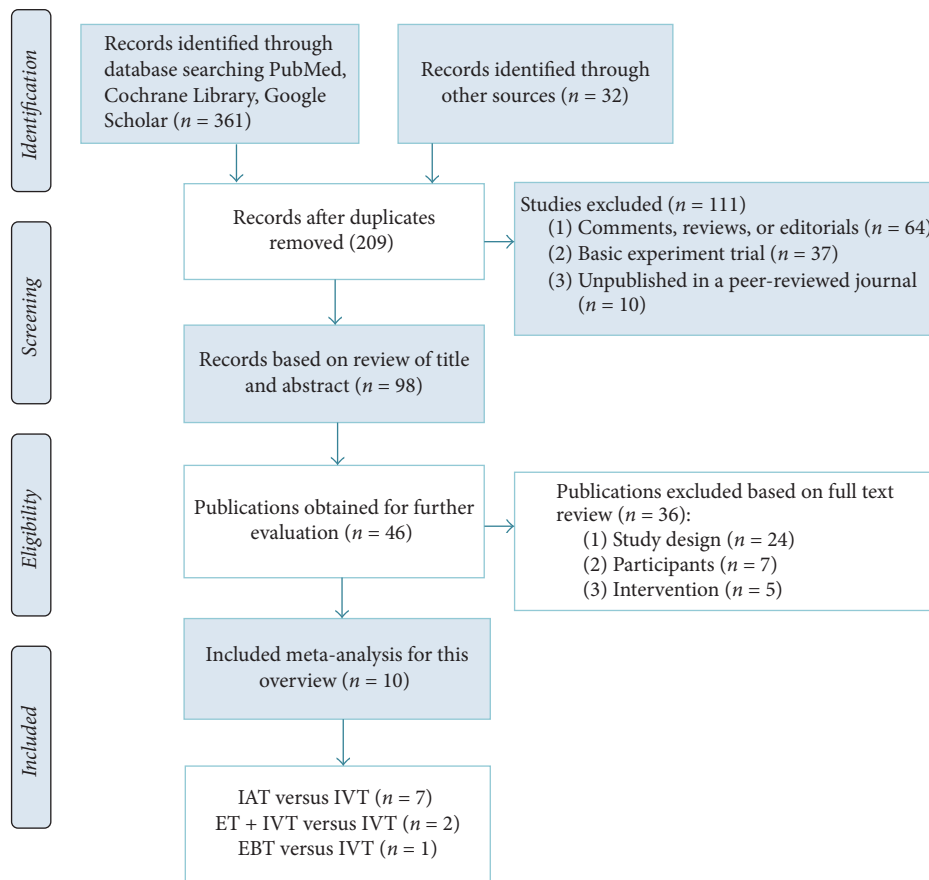 Identification
Records identified through
database searching PubMed,
Cochrane Library, Google
Scholar (n = 361)
Records identified through
other sources (n = 32)
Records after duplicates
removed (209)
Studies excluded (n = 111)
(1) Comments, reviews, or editorials (n = 64)
(2) Basic experiment trial (n = 37)
(3) Unpublished in a peer-reviewed journal
(n = 10)
Screening
Records based on review of title
and abstract (n = 98)
Eligibility
Publications obtained for further
evaluation (n = 46)
Publications excluded based on full text
review (n = 36):
(1) Study design (n = 24)
(2) Participants (n = 7)
(3) Intervention (n = 5)
Included
Included meta-analysis for this
overview (n = 10)
IAT versus IVT (n = 7)
ET + IVT versus IVT (n = 2)
EBT versus IVT (n = 1)